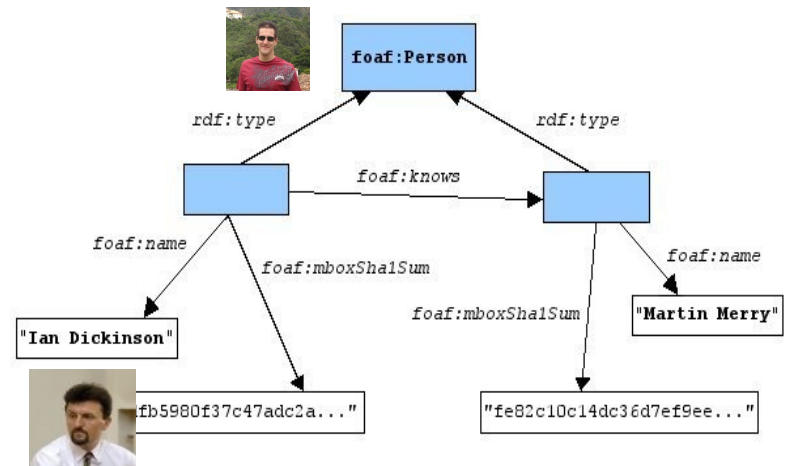 foaf:Person
rdf:type
rdf:type
foaf:knows
foaf:name
foaf:mboxSha1Sum
foaf:name
foaf:mboxSha1Sum
"Martin Merry"
"Ian Dickinson"
fb5980f37c47adc2a..."
"fe82c10c14dc36d7ef9ee..."